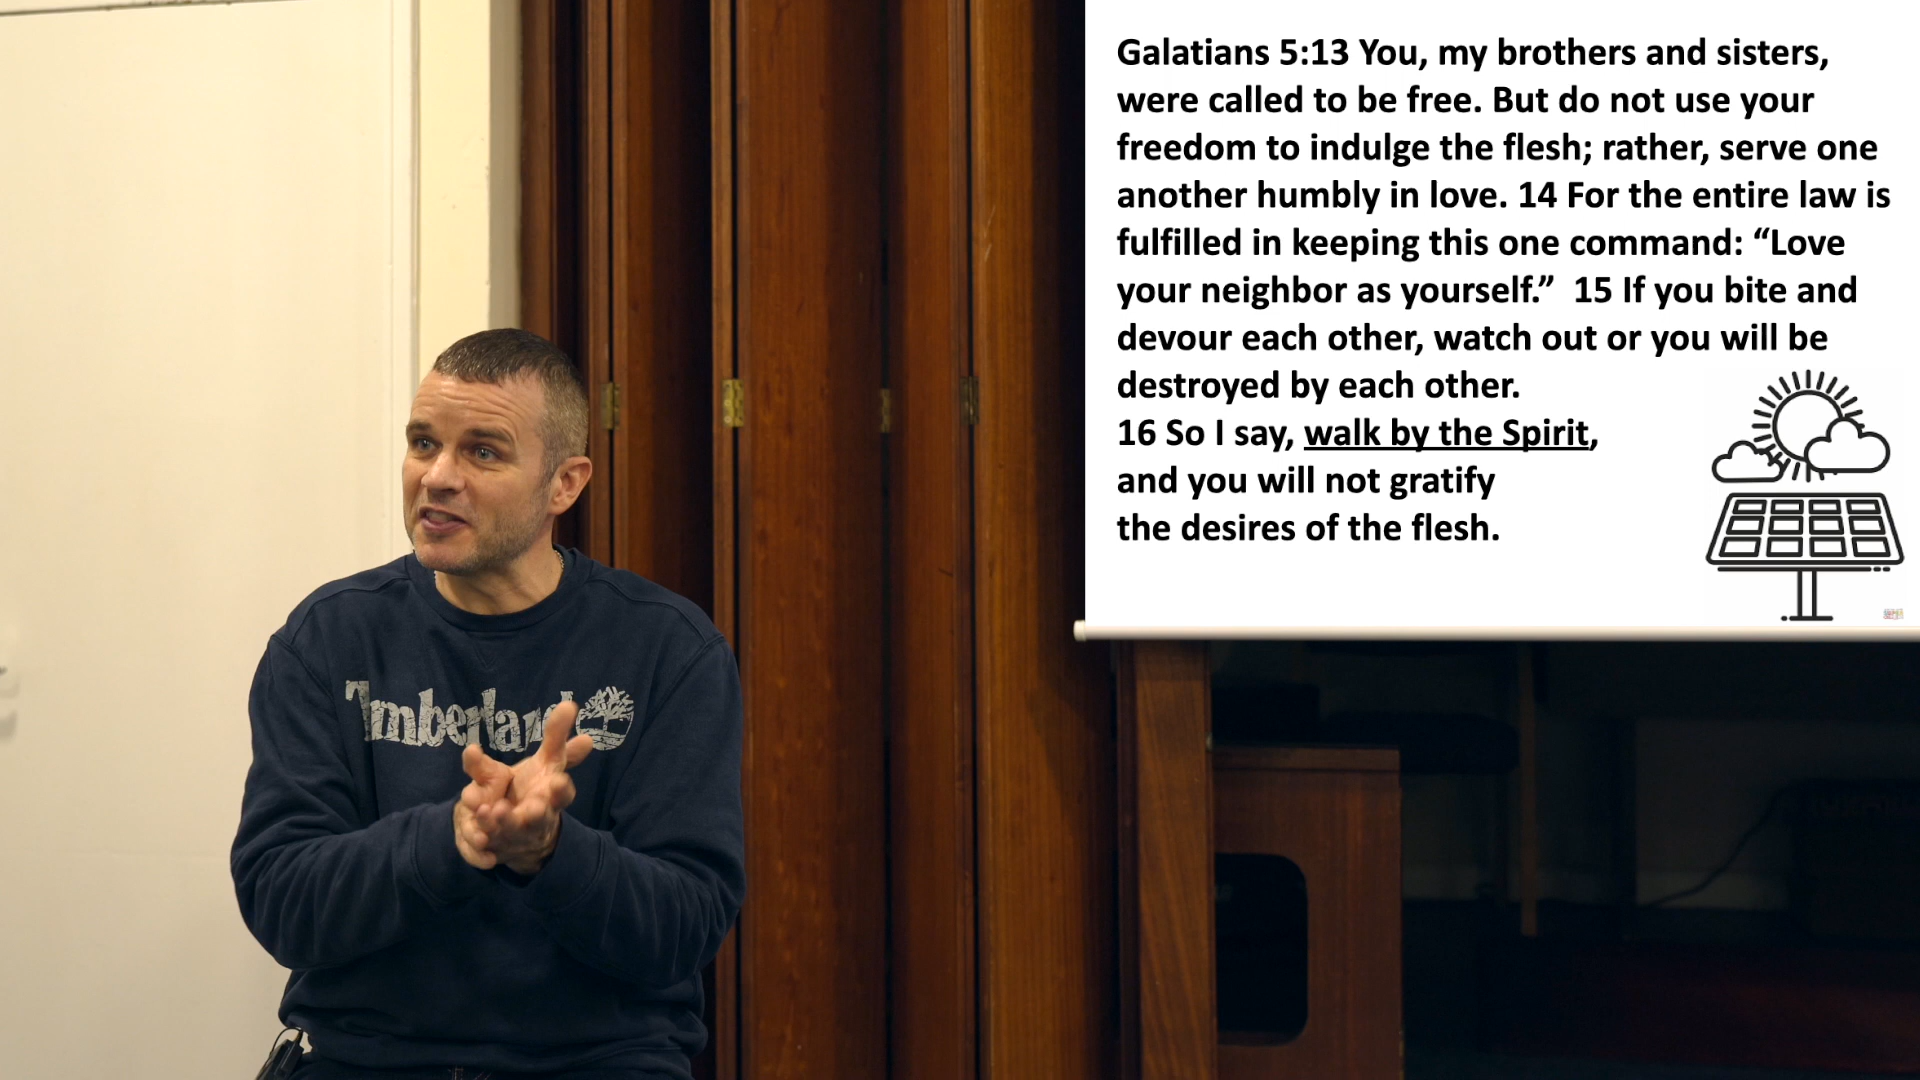 Galatians 5:13 You, my brothers and sisters,
were called to be free. But do not use your
freedom to indulge the flesh; rather, serve one
another humbly in love. 14 For the entire law is
fulfilled in keeping this one command: “Love
your neighbor as yourself.”  15 If you bite and
devour each other, watch out or you will be
destroyed by each other.
16 So I say, walk by the Spirit,
and you will not gratify
the desires of the flesh.
Timberland